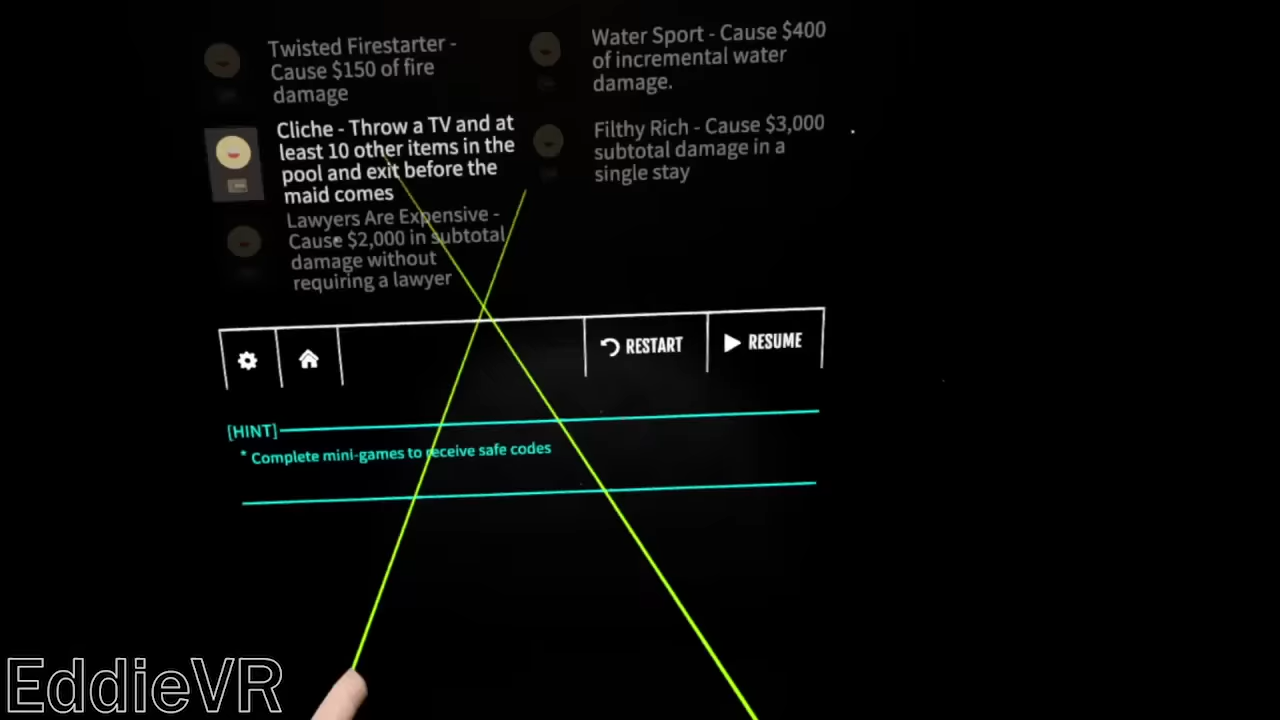 Twisted Firestarter -
Cause $150 of fire
damage
Cliche - Throw a TV and at
least 10 other items in the
pool and exit before the
maid comes
Lawyers Are Expensive -
Cause $2,000 in subtotal
damage without
requiring a lawyer
Water Sport - Cause $400
of incremental water
damage.
Filthy Rich - Cause $3,000
subtotal damage in a
single stay
RESTART
RESUME
[HINT]
* Complete mini-games to receive safe codes
EddieVR